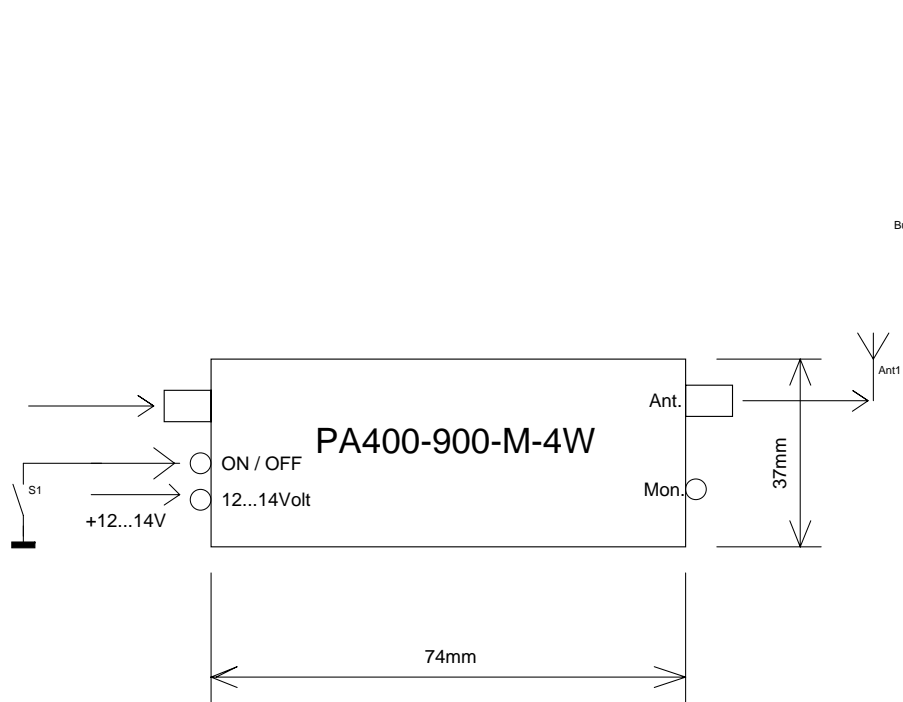 Ant1
Ant.
PA400-900-M-4W
37mm
ON / OFF
S1
Mon.
12...14Volt
+12...14V
74mm